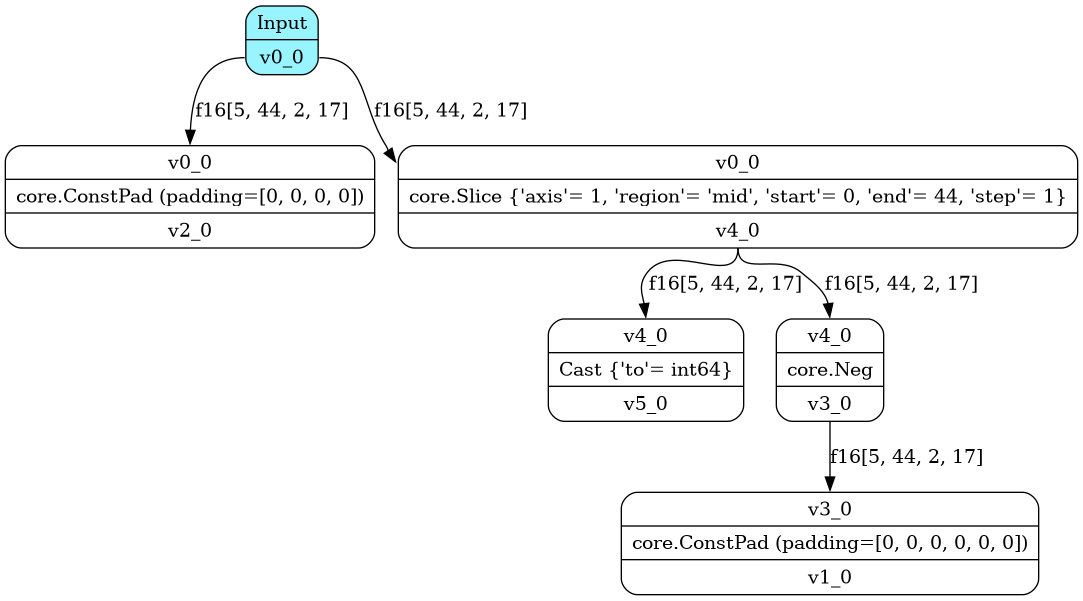 Input
v0_0
f16[5, 44, 2, 17]
f16[5, 44, 2, 17]
v0_0
core.ConstPad (padding=[0, 0, 0, 0])
v2_0
v0_0
core.Slice {'axis'= 1, 'region'= 'mid', 'start'= 0, 'end'= 44, 'step'= 1}
v4_0
f16[5, 44, 2, 17]
f16[5, 44, 2, 17]
v4_0
Cast {'to'= int64}
v5_0
v4_0
core.Neg
v3_0
f16[5, 44, 2, 17]
v3_0
core.ConstPad (padding=[0, 0, 0, 0, 0, 0])
v1_0